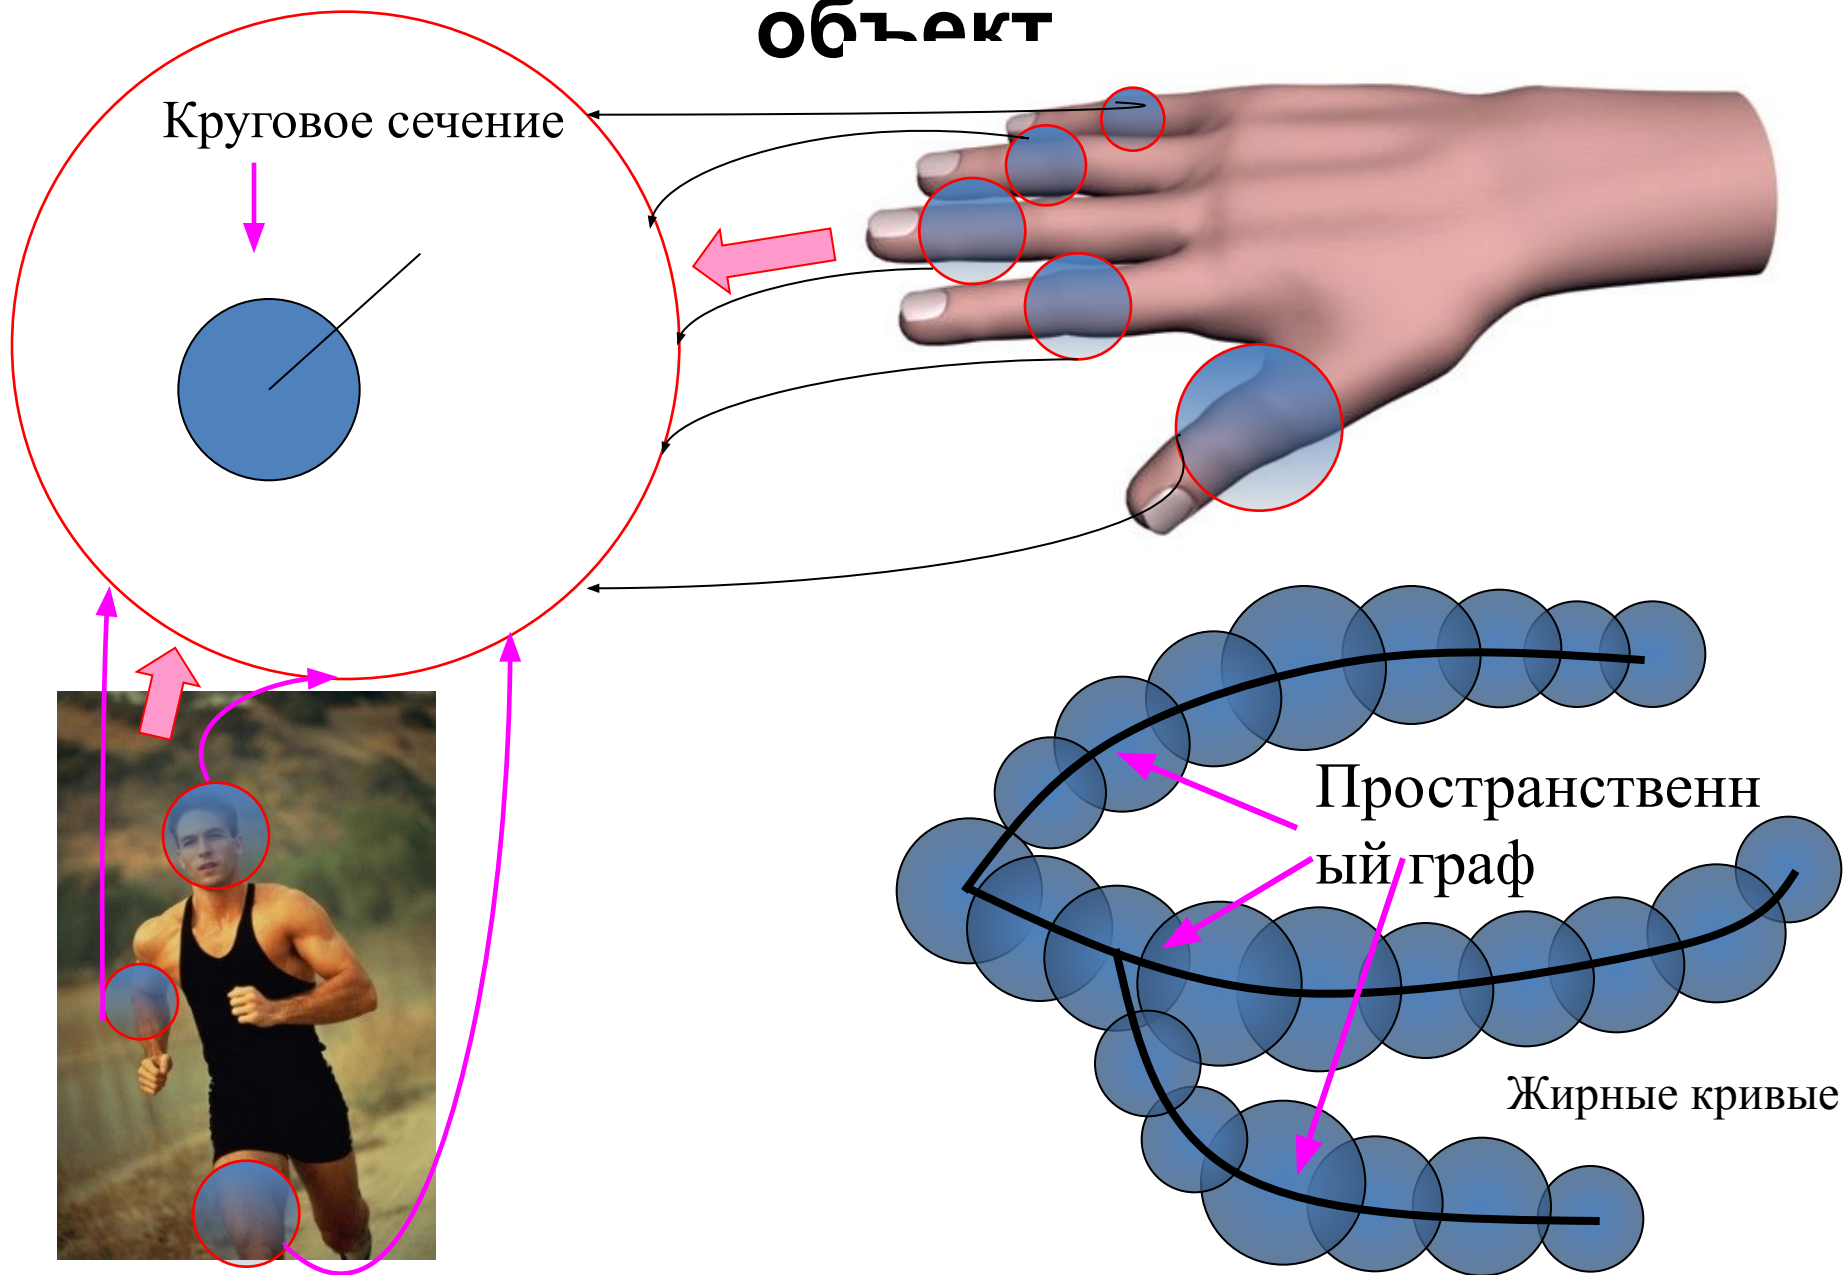 объект
Круговое сечение
Пространственн
ый граф
Жирные кривые